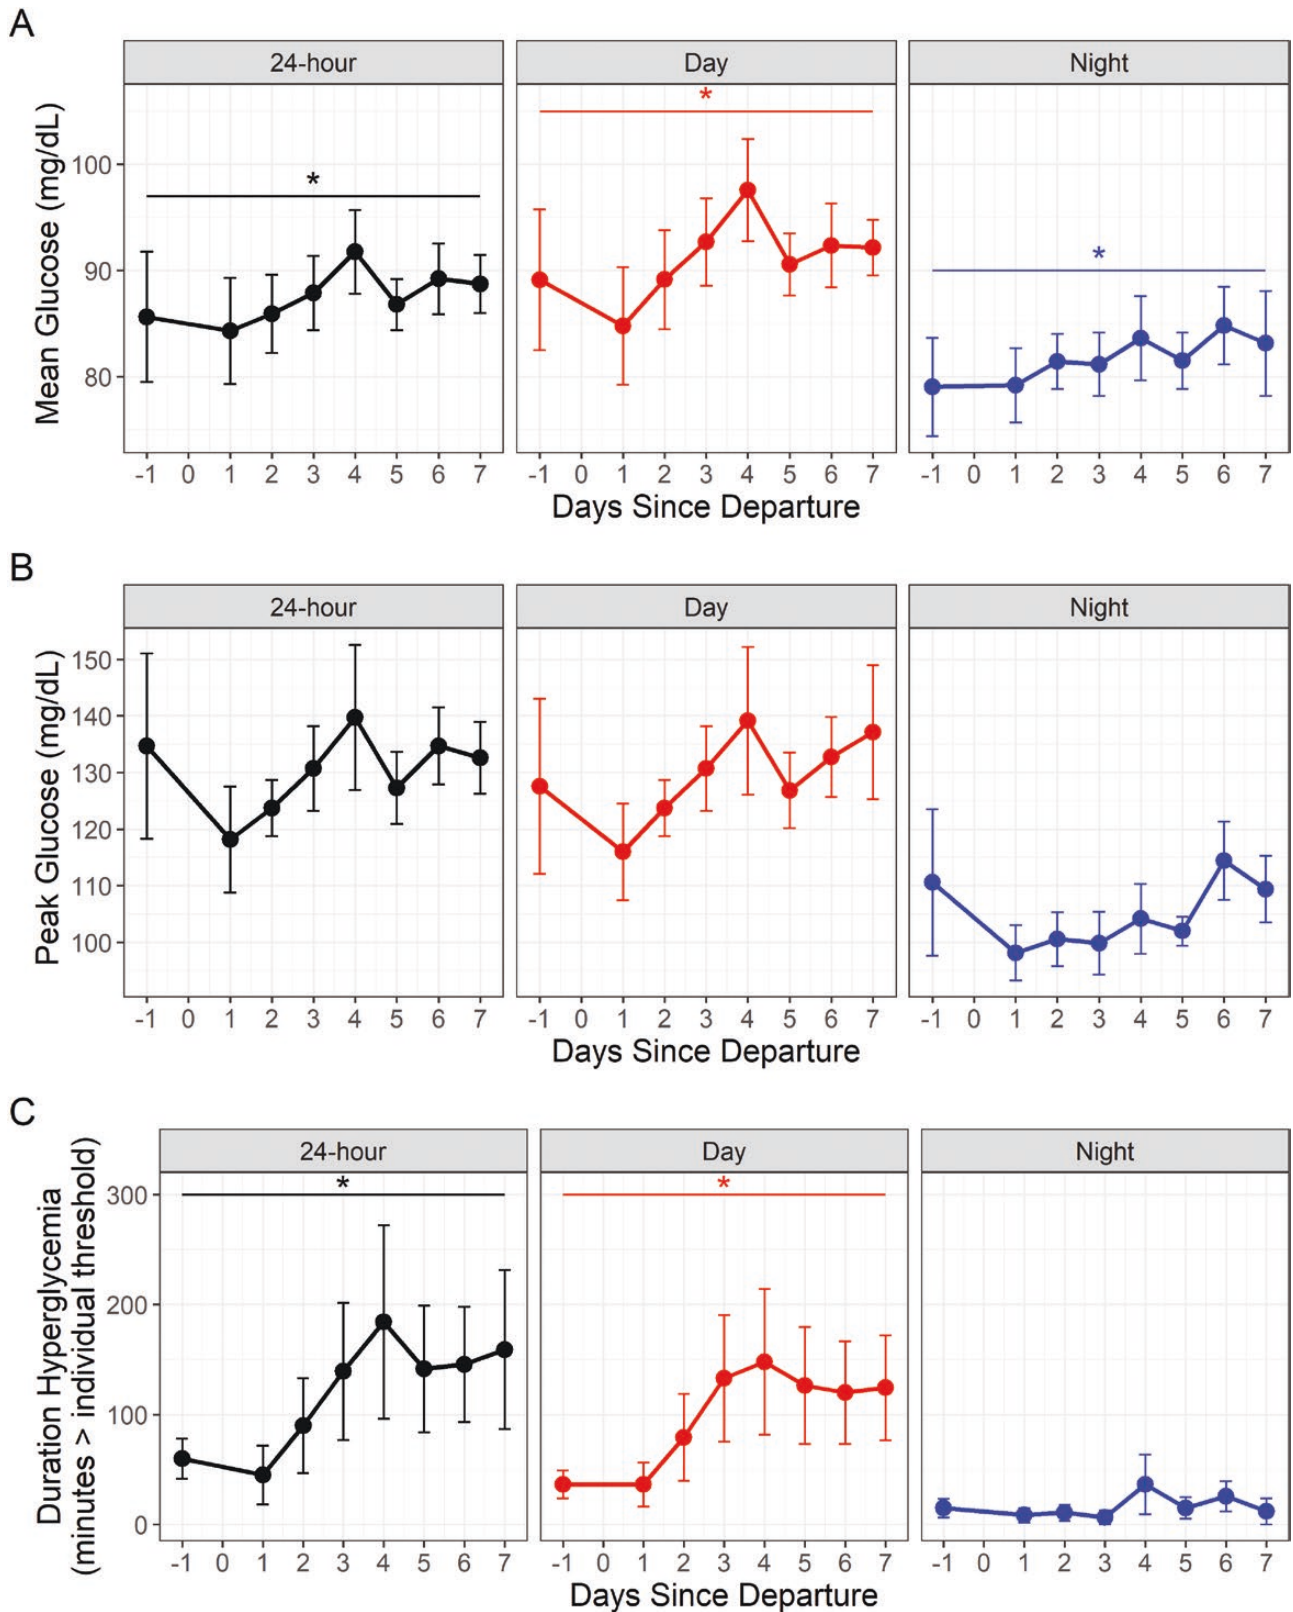 A
24-hour Day Night
* * *
Mean Glucose (mg/dL)
100
90
80
-1 0 1 2 3 4 5 6 7 -1 0 1 2 3 4 5 6 7 -1 0 1 2 3 4 5 6 7
Days Since Departure
B
24-hour Day Night
Peak Glucose (mg/dL)
150
140
130
120
110
100
-1 0 1 2 3 4 5 6 7 -1 0 1 2 3 4 5 6 7 -1 0 1 2 3 4 5 6 7
Days Since Departure
C
24-hour Day Night
* *
Duration Hyperglycemia
(minutes > individual threshold)
300
200
100
0
-1 0 1 2 3 4 5 6 7 -1 0 1 2 3 4 5 6 7 -1 0 1 2 3 4 5 6 7
Days Since Departure